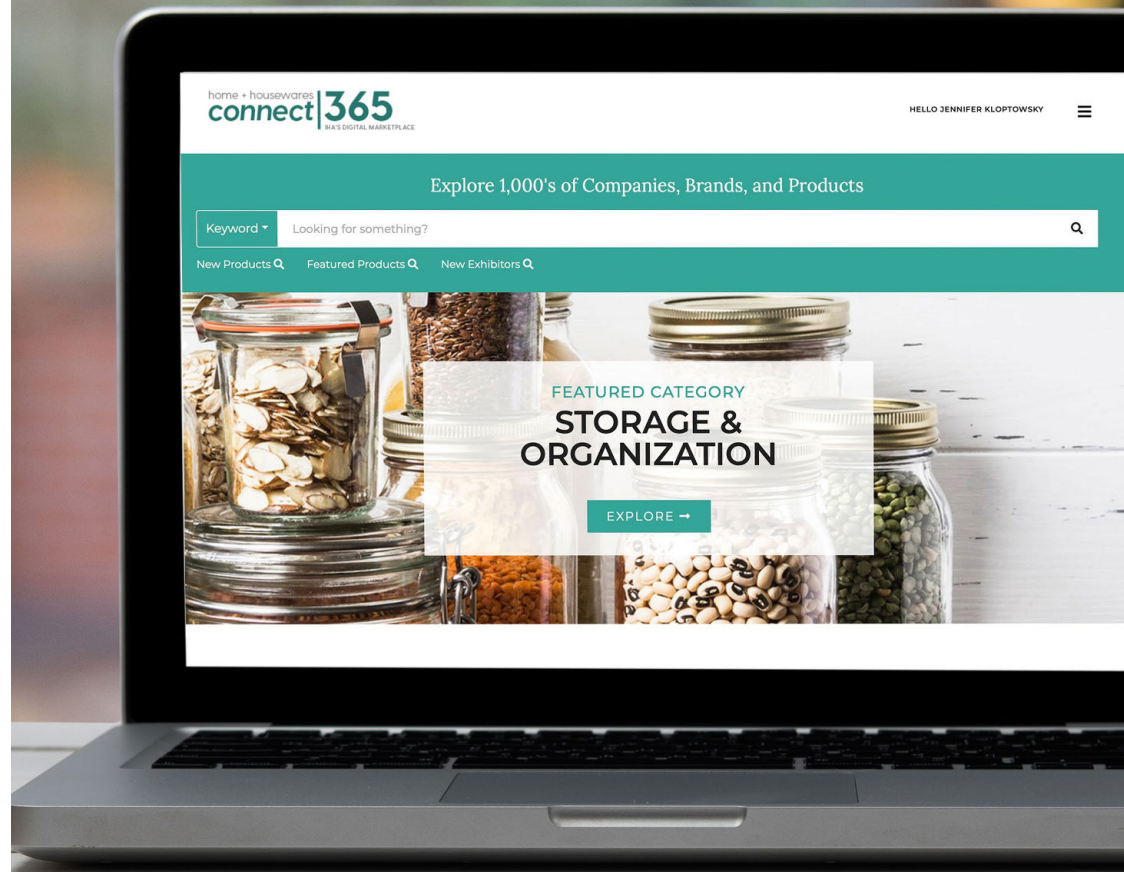 home + housewares
connect|365
IHA'S DIGITAL MARKETPLACE
HELLO JENNIFER KLOPTOWSKY
Explore 1,000's of Companies, Brands, and Products
Keyword
Looking for something?
New Products
Featured Products
New Exhibitors
FEATURED CATEGORY
STORAGE &
ORGANIZATION
EXPLORE →